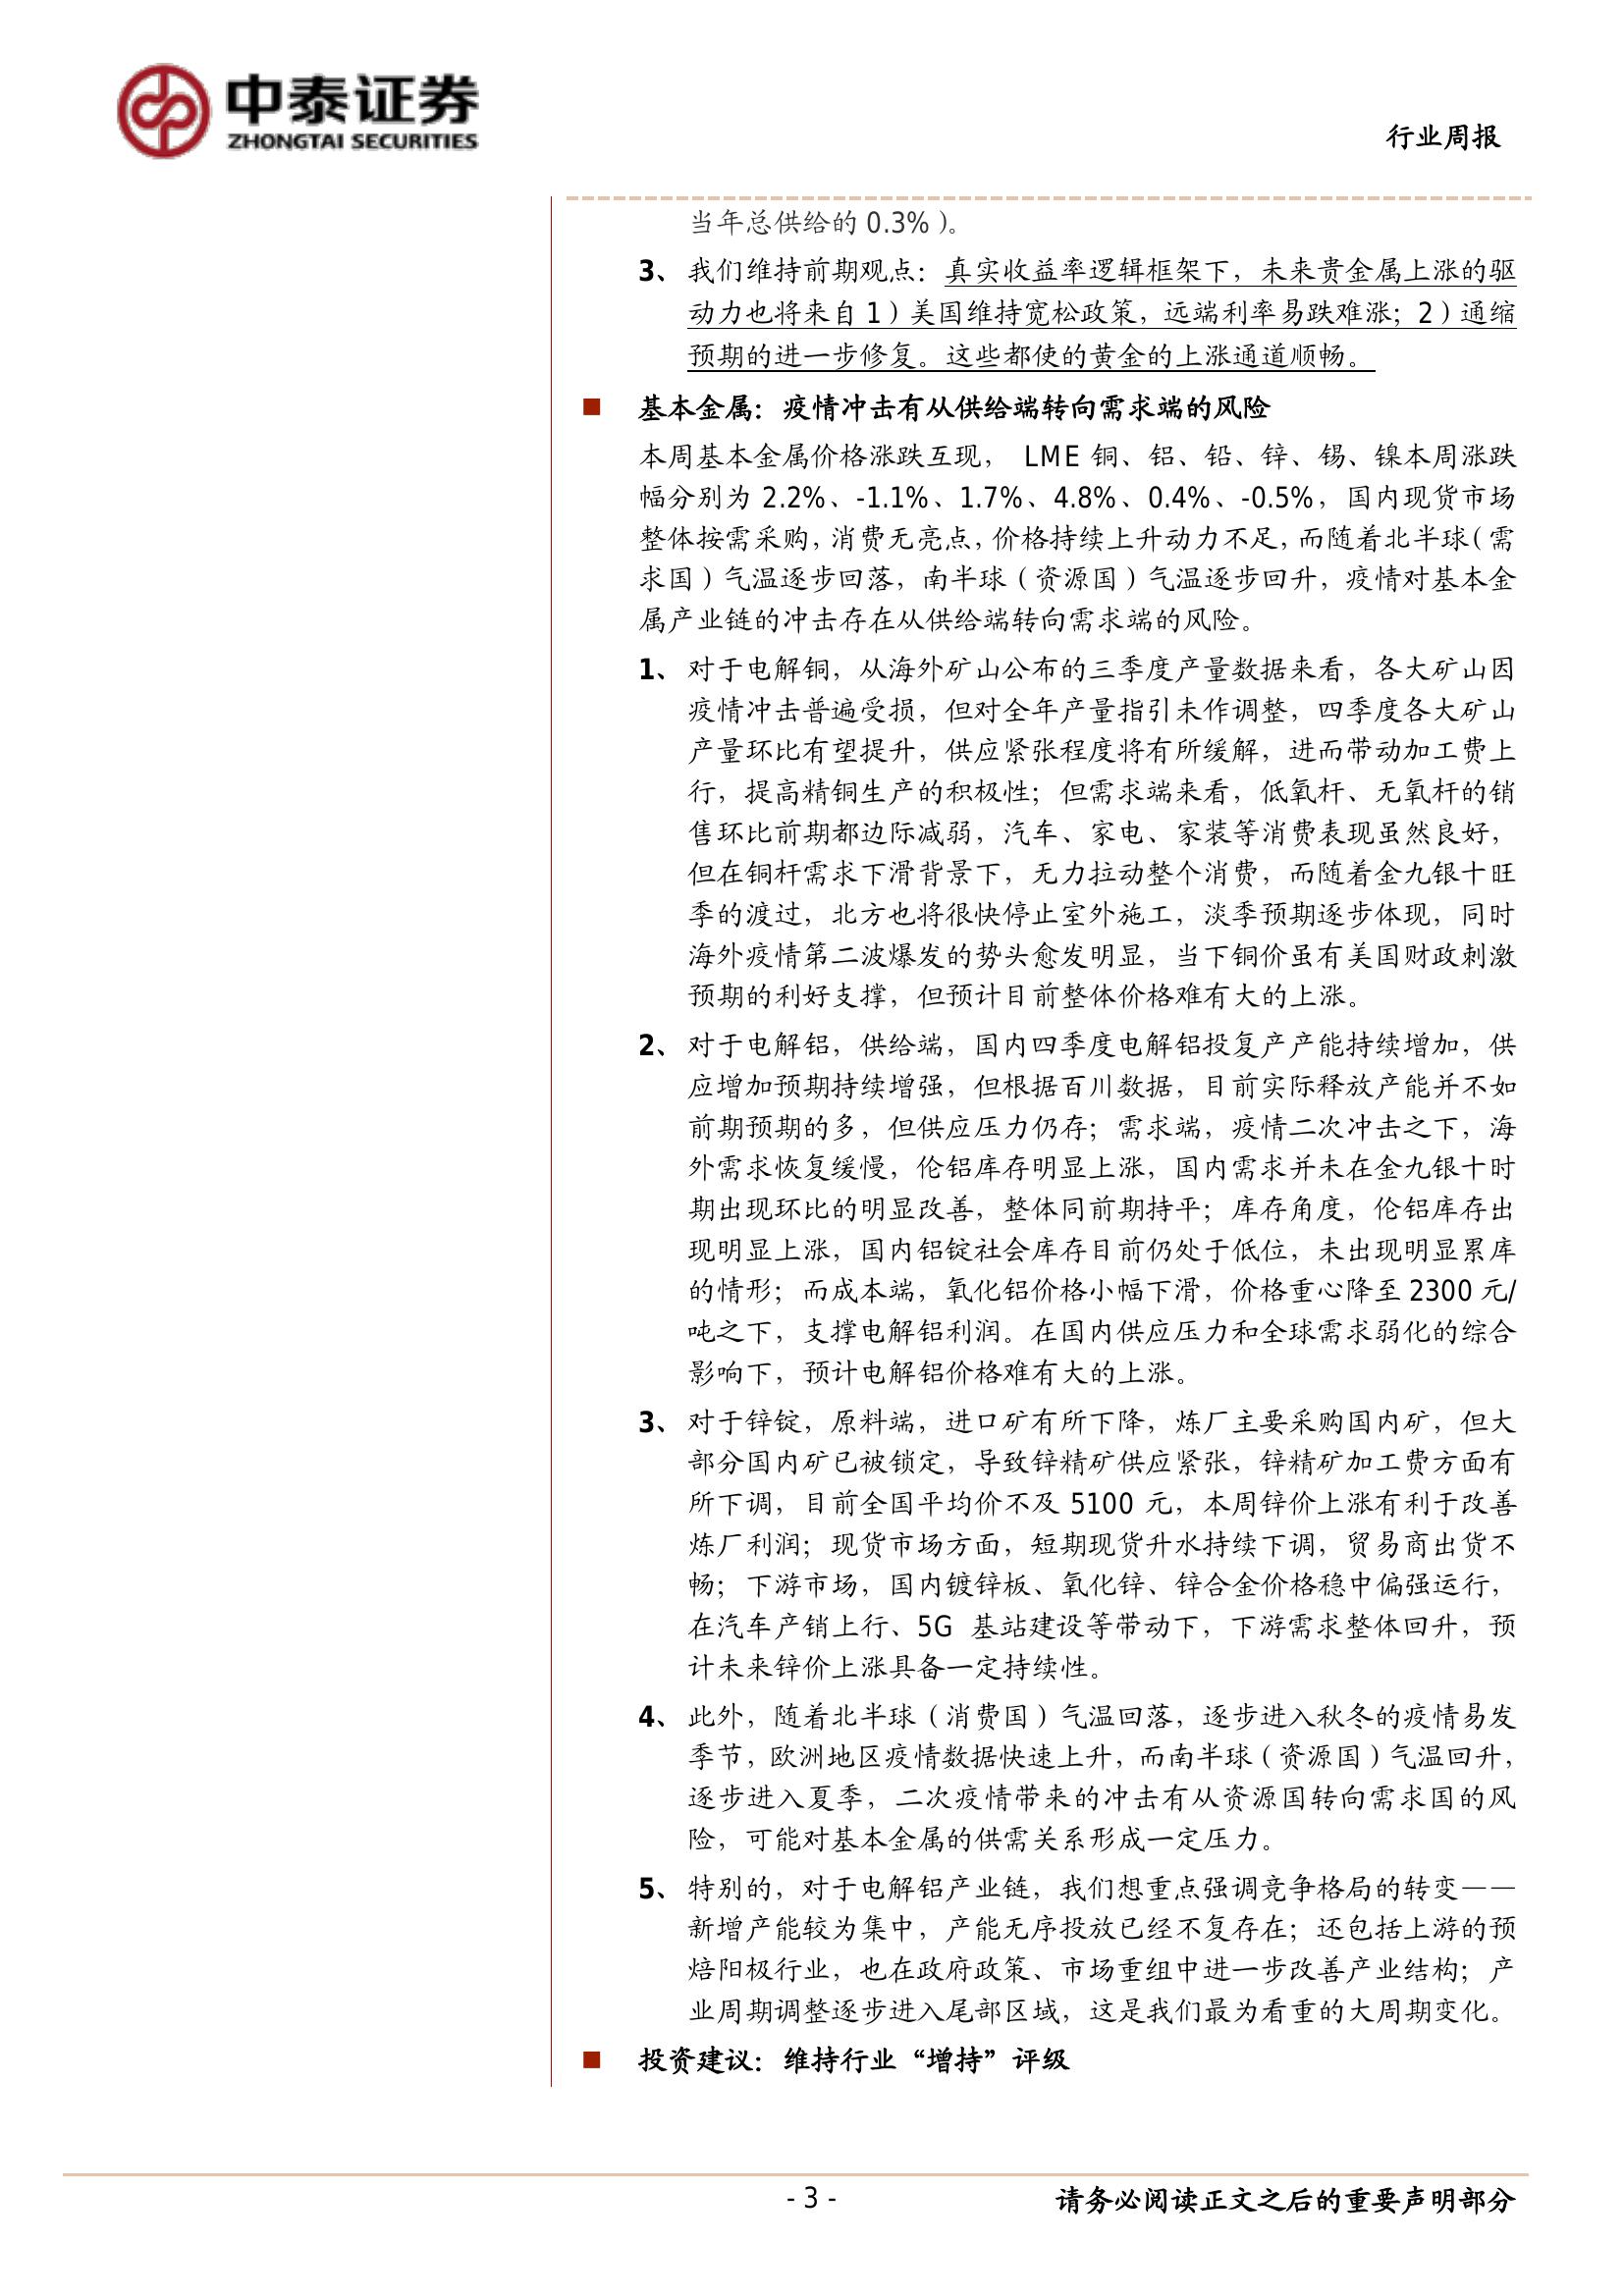 中泰证券
ZHONGTAI SECURITIES
行业周报
当年总供给的 0.3%）。
3、 我们维持前期观点：真实收益率逻辑框架下，未来贵金属上涨的驱
动力也将来自 1）美国维持宽松政策，远端利率易跌难涨；2）通缩
预期的进一步修复。这些都使的黄金的上涨通道顺畅。
■ 基本金属：疫情冲击有从供给端转向需求端的风险
本周基本金属价格涨跌互现， LME 铜、铝、铅、锌、锡、镍本周涨跌
幅分别为 2.2%、-1.1%、1.7%、4.8%、0.4%、-0.5%，国内现货市场
整体按需采购，消费无亮点，价格持续上升动力不足，而随着北半球（需
求国）气温逐步回落，南半球（资源国）气温逐步回升，疫情对基本金
属产业链的冲击存在从供给端转向需求端的风险。
1、 对于电解铜，从海外矿山公布的三季度产量数据来看，各大矿山因
疫情冲击普遍受损，但对全年产量指引未作调整，四季度各大矿山
产量环比有望提升，供应紧张程度将有所缓解，进而带动加工费上
行，提高精铜生产的积极性；但需求端来看，低氧杆、无氧杆的销
售环比前期都边际减弱，汽车、家电、家装等消费表现虽然良好，
但在铜杆需求下滑背景下，无力拉动整个消费，而随着金九银十旺
季的渡过，北方也将很快停止室外施工，淡季预期逐步体现，同时
海外疫情第二波爆发的势头愈发明显，当下铜价虽有美国财政刺激
预期的利好支撑，但预计目前整体价格难有大的上涨。
2、 对于电解铝，供给端，国内四季度电解铝投复产产能持续增加，供
应增加预期持续增强，但根据百川数据，目前实际释放产能并不如
前期预期的多，但供应压力仍存；需求端，疫情二次冲击之下，海
外需求恢复缓慢，伦铝库存明显上涨，国内需求并未在金九银十时
期出现环比的明显改善，整体同前期持平；库存角度，伦铝库存出
现明显上涨，国内铝锭社会库存目前仍处于低位，未出现明显累库
的情形；而成本端，氧化铝价格小幅下滑，价格重心降至 2300 元/
吨之下，支撑电解铝利润。在国内供应压力和全球需求弱化的综合
影响下，预计电解铝价格难有大的上涨。
3、 对于锌锭，原料端，进口矿有所下降，炼厂主要采购国内矿，但大
部分国内矿已被锁定，导致锌精矿供应紧张，锌精矿加工费方面有
所下调，目前全国平均价不及 5100 元，本周锌价上涨有利于改善
炼厂利润；现货市场方面，短期现货升水持续下调，贸易商出货不
畅；下游市场，国内镀锌板、氧化锌、锌合金价格稳中偏强运行，
在汽车产销上行、5G 基站建设等带动下，下游需求整体回升，预
计未来锌价上涨具备一定持续性。
4、 此外，随着北半球（消费国）气温回落，逐步进入秋冬的疫情易发
季节，欧洲地区疫情数据快速上升，而南半球（资源国）气温回升，
逐步进入夏季，二次疫情带来的冲击有从资源国转向需求国的风
险，可能对基本金属的供需关系形成一定压力。
5、 特别的，对于电解铝产业链，我们想重点强调竞争格局的转变——
新增产能较为集中，产能无序投放已经不复存在；还包括上游的预
焙阳极行业，也在政府政策、市场重组中进一步改善产业结构；产
业周期调整逐步进入尾部区域，这是我们最为看重的大周期变化。
■ 投资建议：维持行业“增持”评级
- 3 -
请务必阅读正文之后的重要声明部分